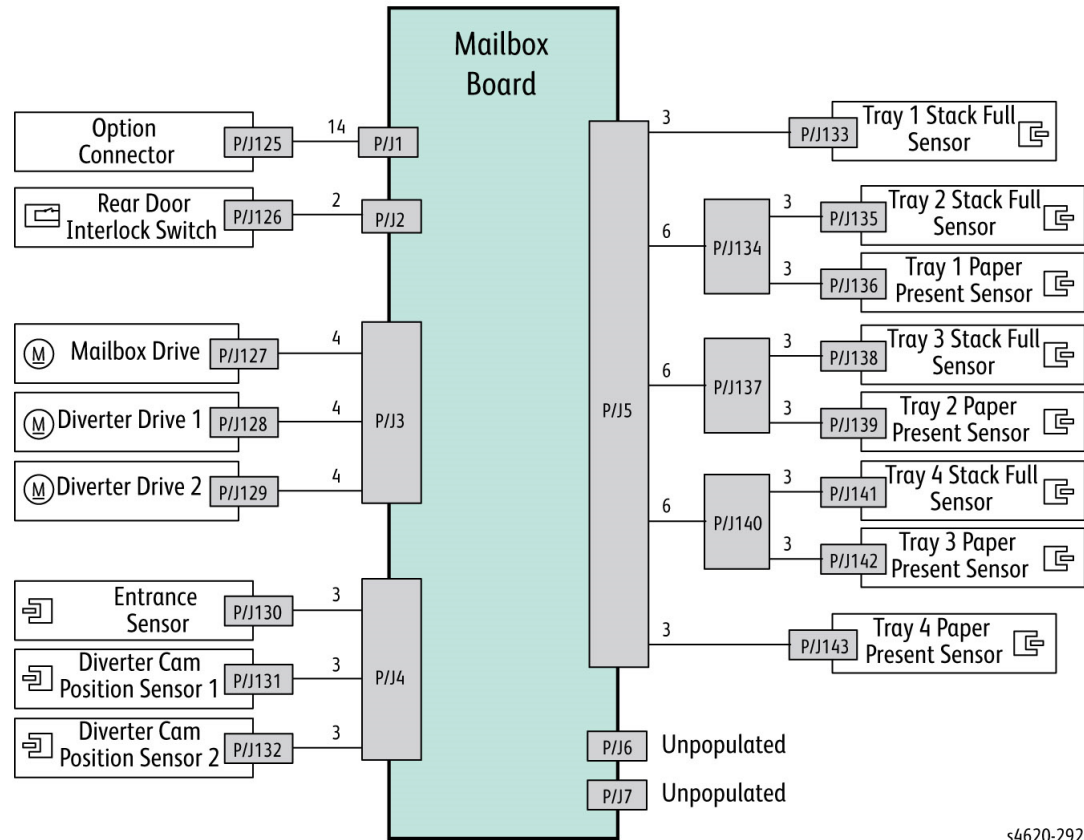 Mailbox
Board
Option
Connector
P/J125
14
P/J1
Rear Door
Interlock Switch
P/J126
2
P/J2
M
Mailbox Drive
P/J127
4
M
Diverter Drive 1
P/J128
4
M
Diverter Drive 2
P/J129
4
P/J3
Entrance
Sensor
P/J130
3
Diverter Cam
Position Sensor 1
P/J131
3
Diverter Cam
Position Sensor 2
P/J132
3
P/J4
P/J5
3
P/J133
Tray 1 Stack Full
Sensor
6
P/J134
3
P/J135
Tray 2 Stack Full
Sensor
3
P/J136
Tray 1 Paper
Present Sensor
6
P/J137
3
P/J138
Tray 3 Stack Full
Sensor
3
P/J139
Tray 2 Paper
Present Sensor
6
P/J140
3
P/J141
Tray 4 Stack Full
Sensor
3
P/J142
Tray 3 Paper
Present Sensor
3
P/J143
Tray 4 Paper
Present Sensor
P/J6 Unpopulated
P/J7 Unpopulated
s4620-292